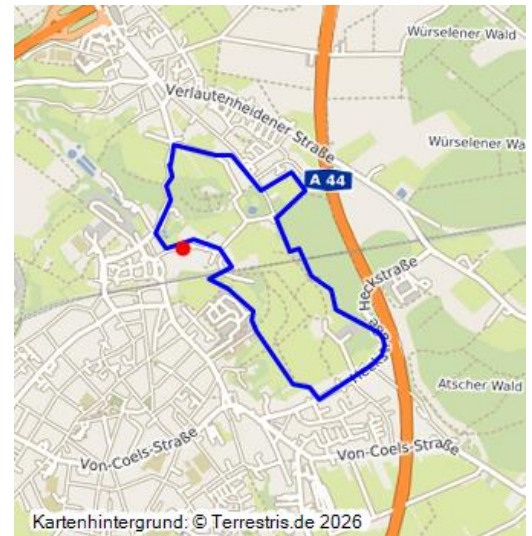 Würselener Wald
Verlautenheidener Straße
Würselener Wa
A 44
Heckstraße
Heckstraße
Atscher Wald
Von-Coels-Straße
Von-Coels-Straße
Kartenhintergrund: © Terrestris.de 2026